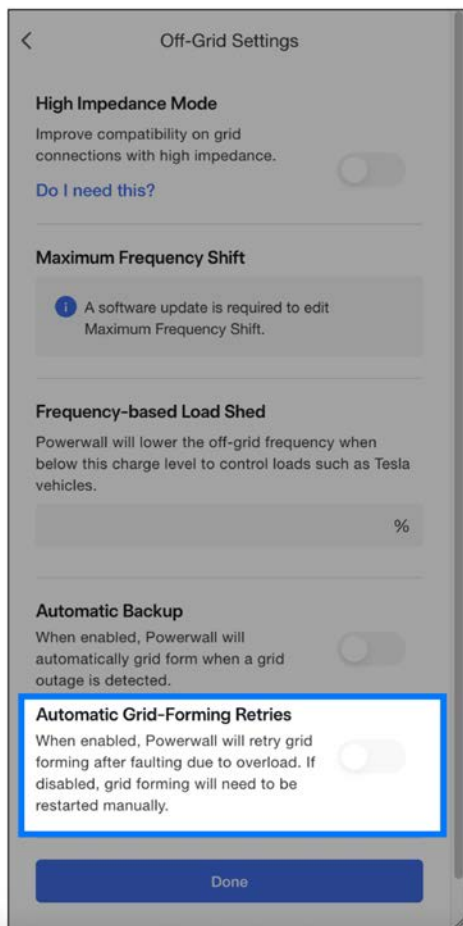 Off-Grid Settings
High Impedance Mode
Improve compatibility on grid
connections with high impedance.
Do I need this?
Maximum Frequency Shift
A software update is required to edit
Maximum Frequency Shift.
Frequency-based Load Shed
Powerwall will lower the off-grid frequency when
below this charge level to control loads such as Tesla
vehicles.
%
Automatic Backup
When enabled, Powerwall will
automatically grid form when a grid
outage is detected.
Automatic Grid-Forming Retries
When enabled, Powerwall will retry grid
forming after faulting due to overload. If
disabled, grid forming will need to be
restarted manually.
Done